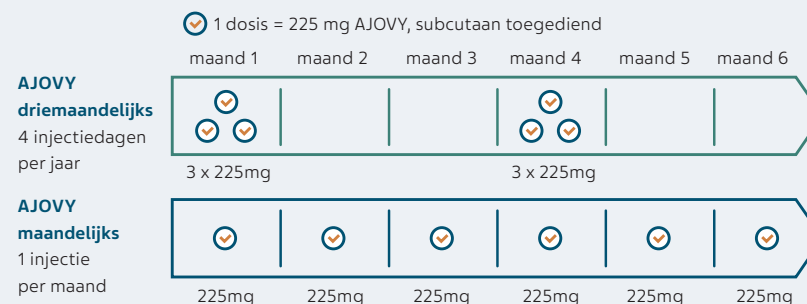 1 dosis = 225 mg AJOVY, subcutaan toegediend
maand 1 maand 2 maand 3 maand 4 maand 5 maand 6
AJOVY
driemaandelijks
4 injectiedagen
per jaar
3 x 225mg 3 x 225mg
AJOVY
maandelijks
1 injectie
per maand
225mg 225mg 225mg 225mg 225mg 225mg